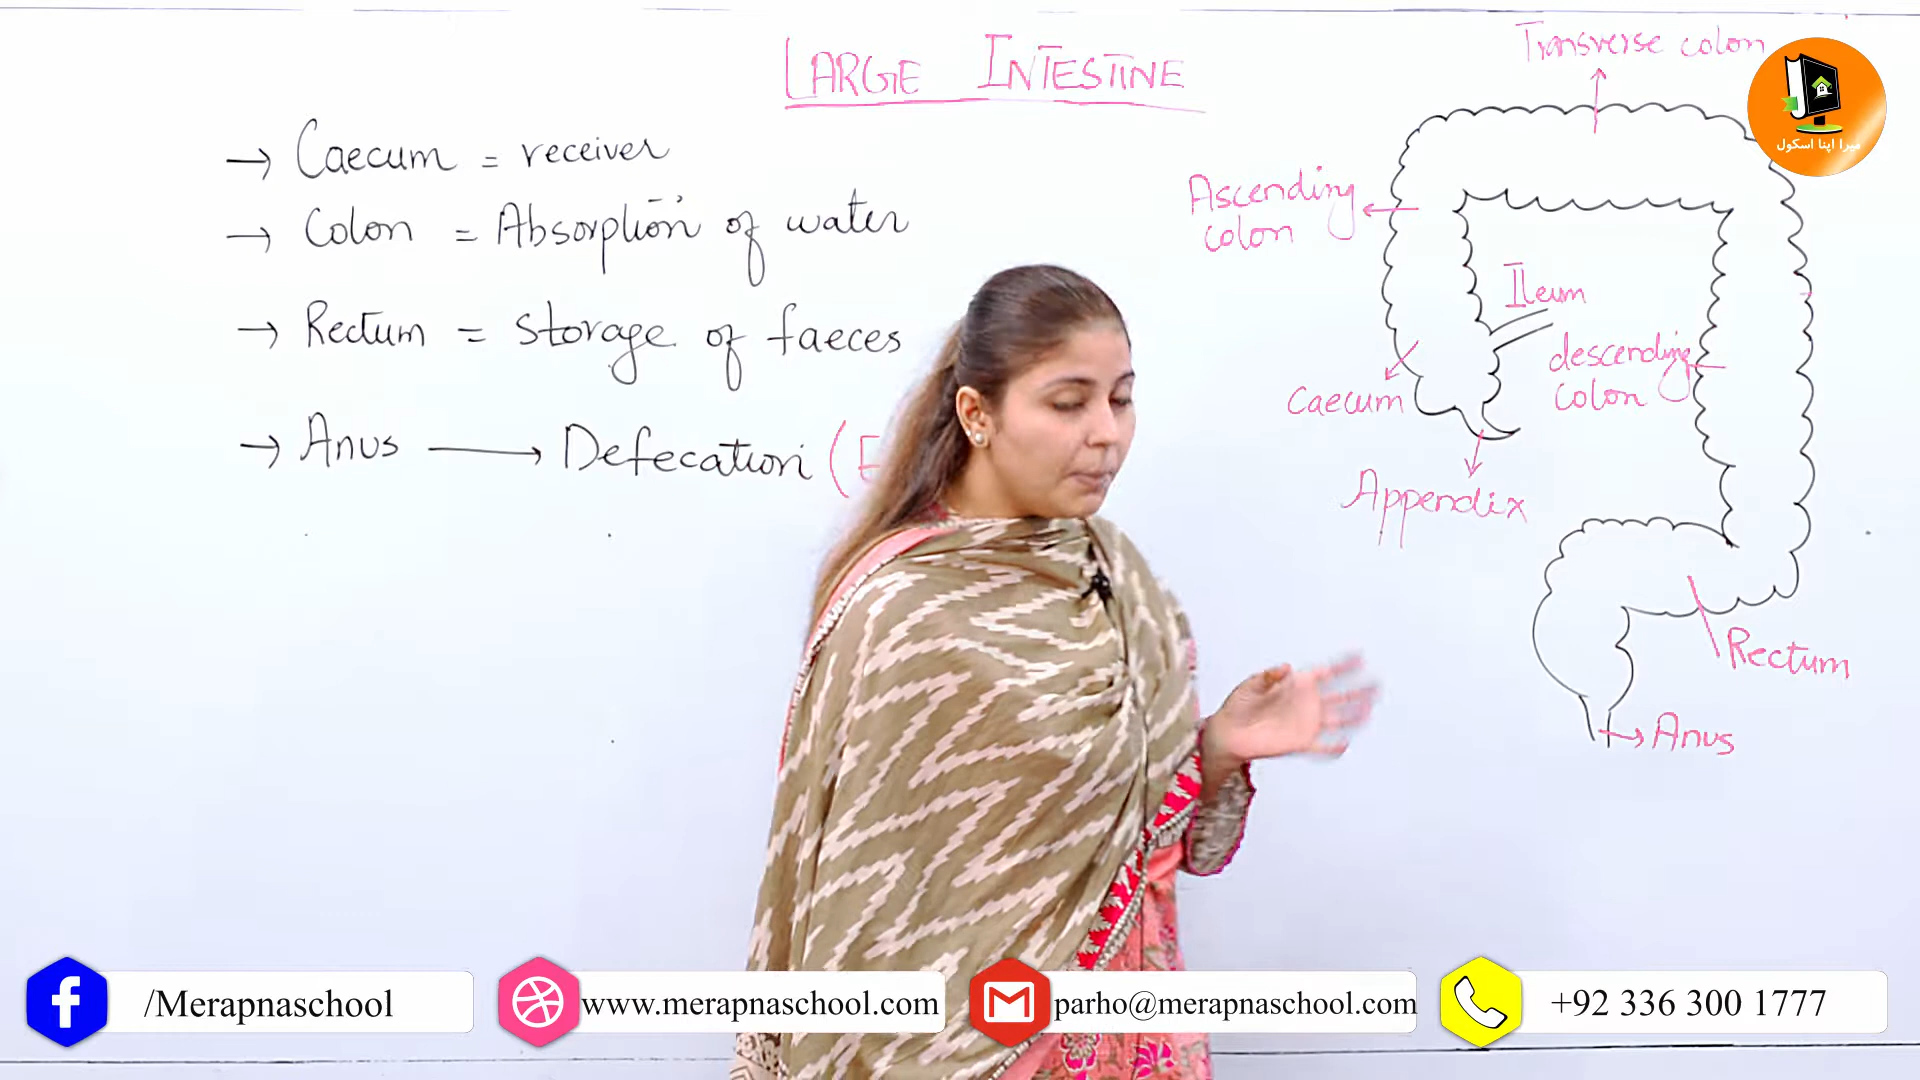 LARGE INTESTINE
→ Caecum = receiver
→ Colon = Absorption of water
→ Rectum = storage of faeces
→ Anus → Defecation (E
Transverse colon
Ascending
colon
Ileum
descending
colon
Caecum
Appendix
Rectum
Anus
میرا اپنا اسکول
/Merapnaschool
www.merapnaschool.com
parho@merapnaschool.com
+92 336 300 1777